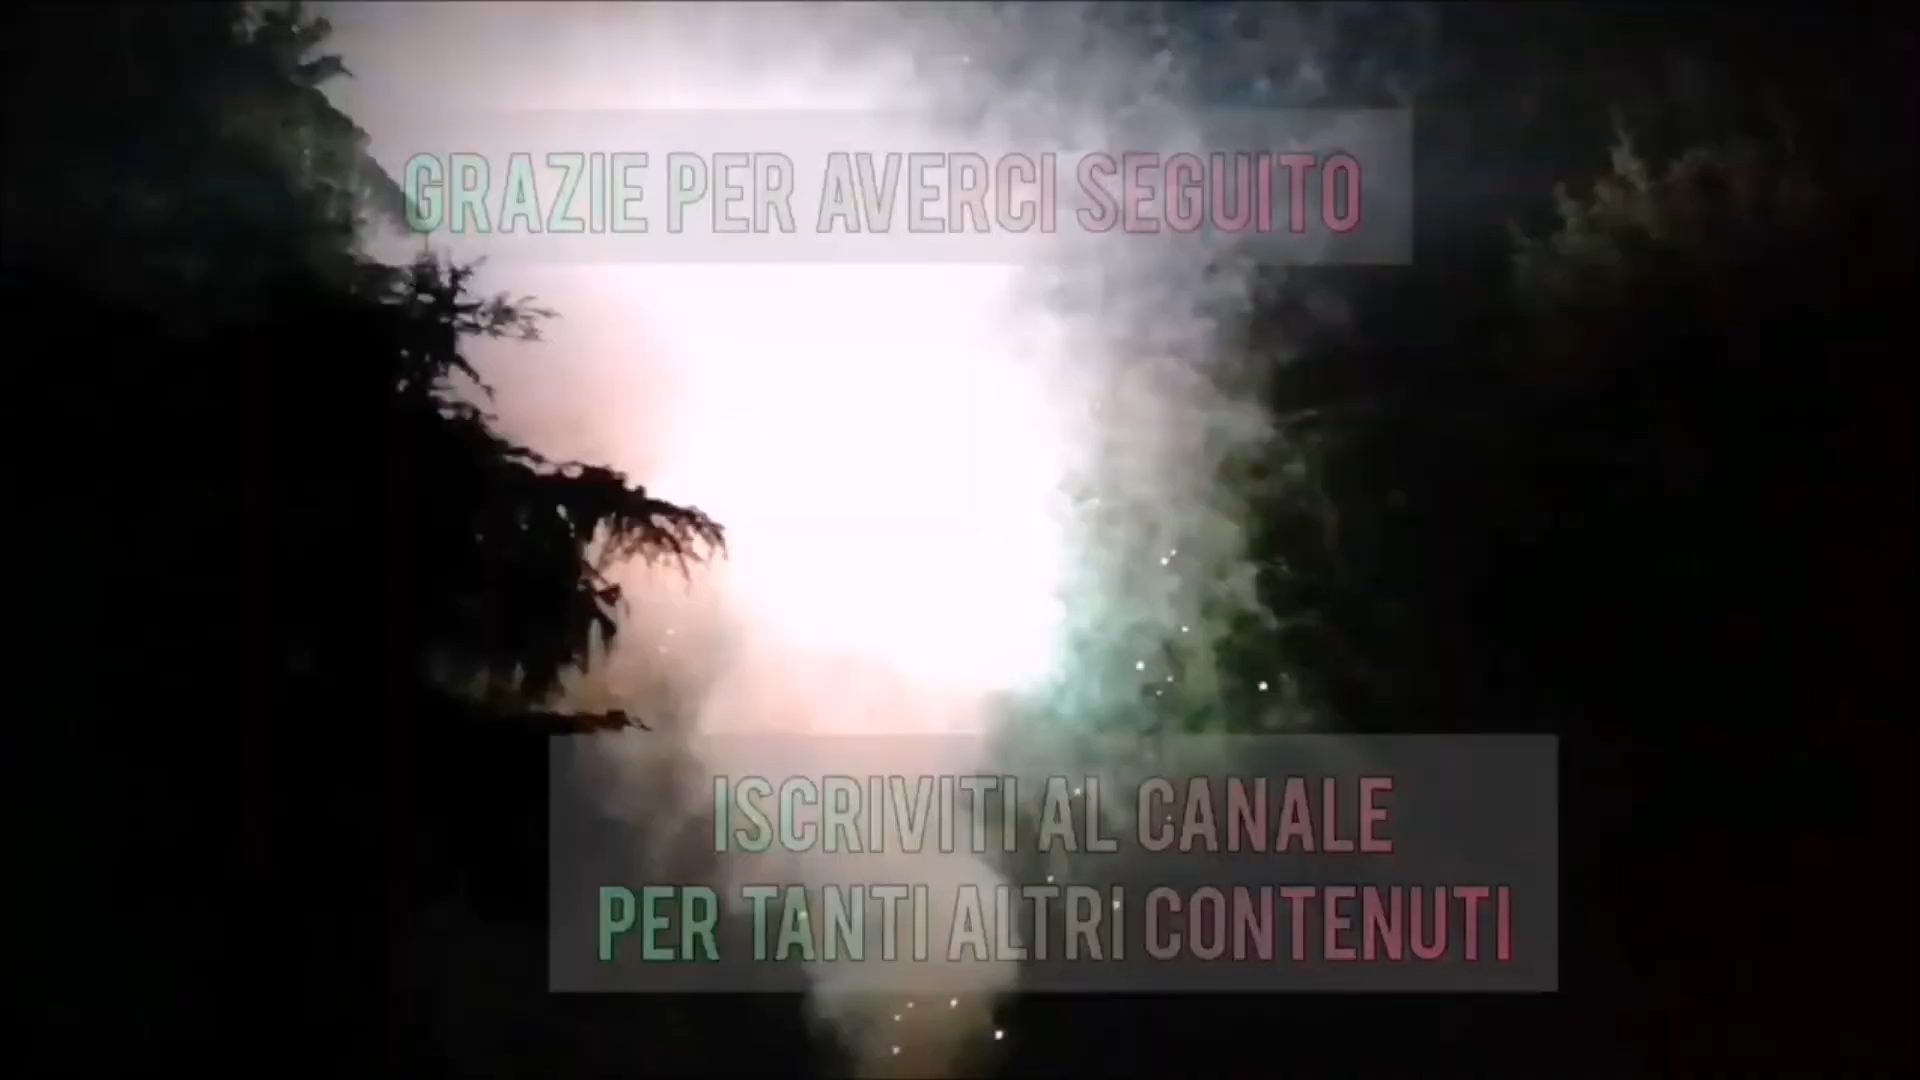 GRAZIE PER AVERCI SEGUITO
ISCRIVITI AL CANALE
PER TANTI ALTRI CONTENUTI